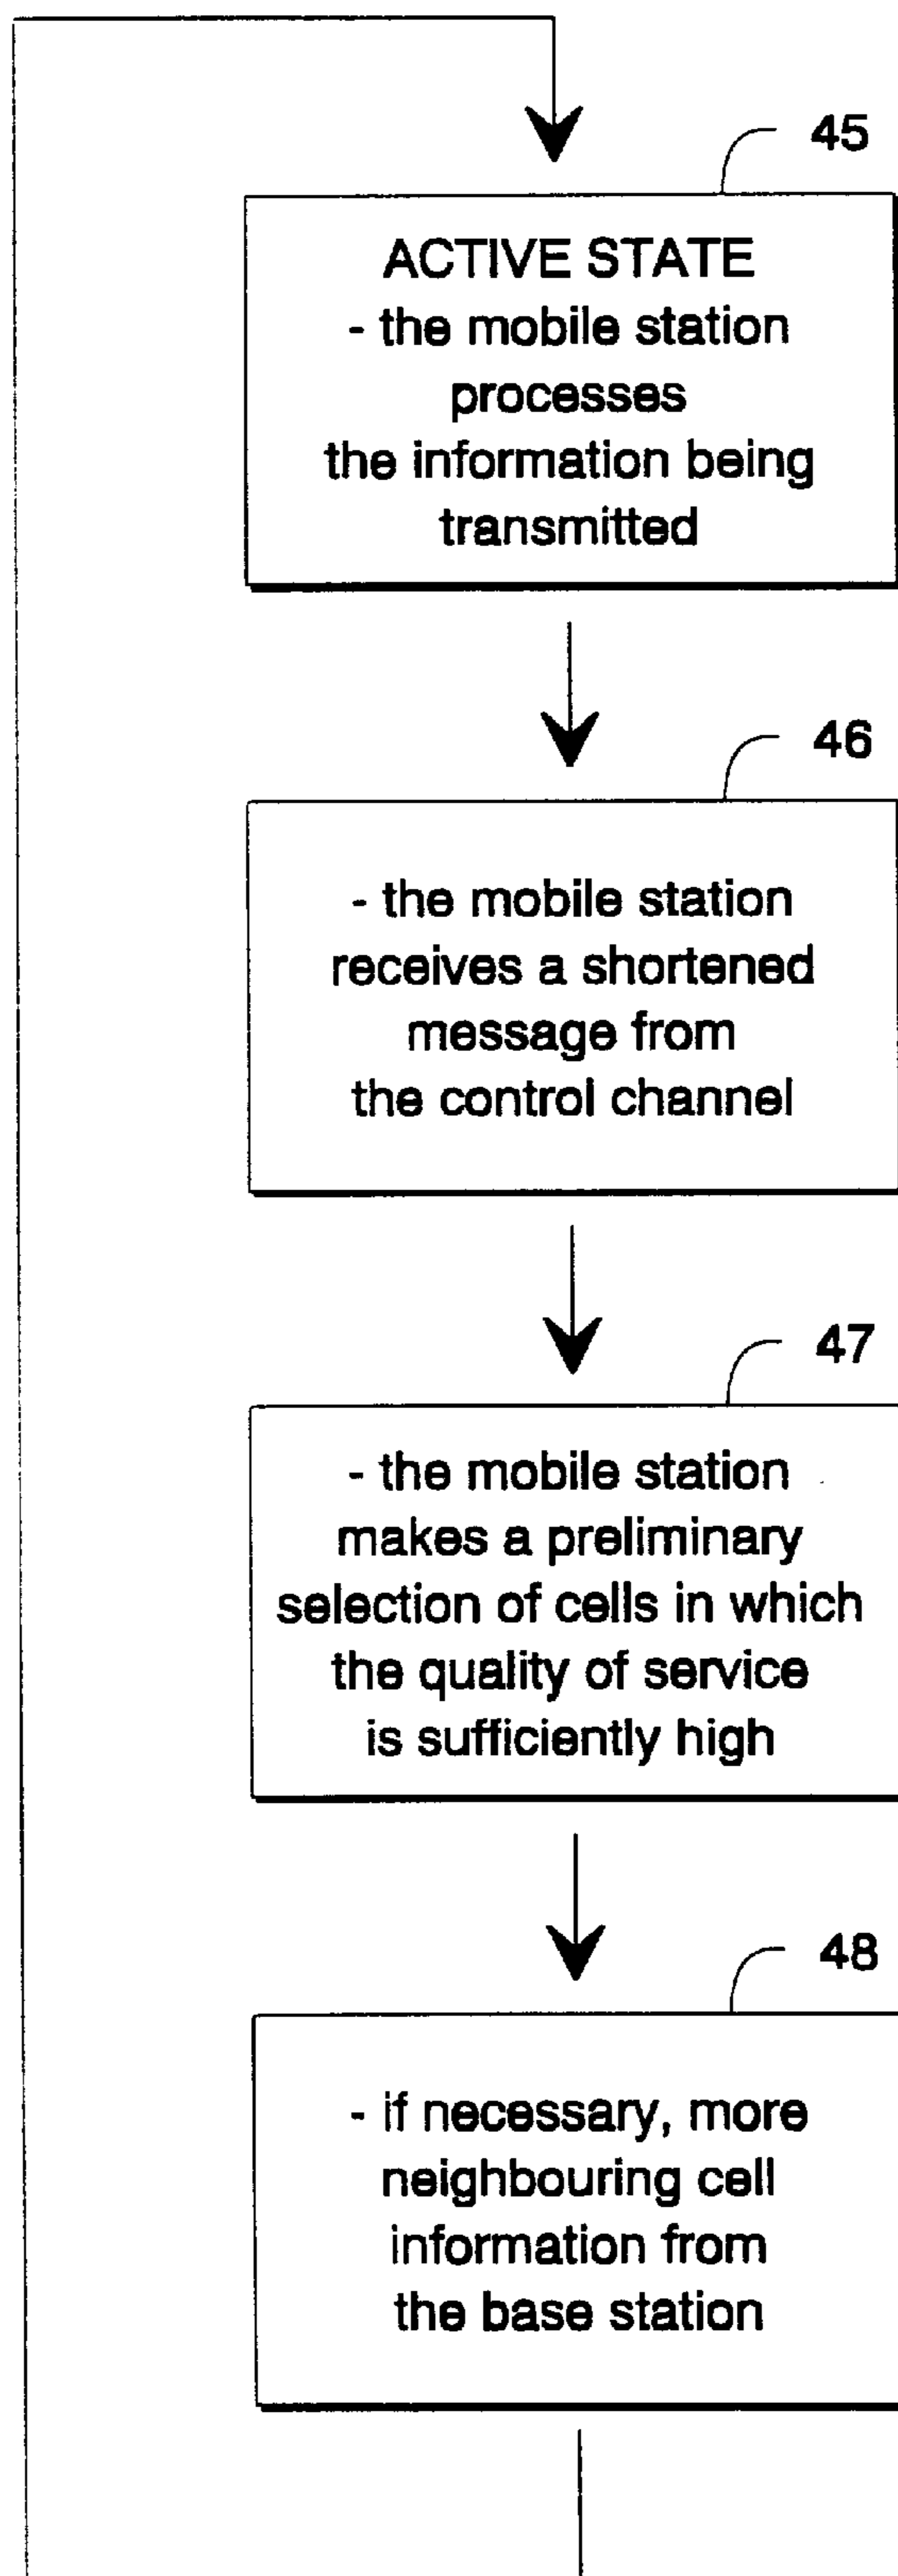 45
ACTIVE STATE
- the mobile station
processes
the information being
transmitted
46
- the mobile station
receives a shortened
message from
the control channel
47
- the mobile station
makes a preliminary
selection of cells in which
the quality of service
is sufficiently high
48
- if necessary, more
neighbouring cell
information from
the base station